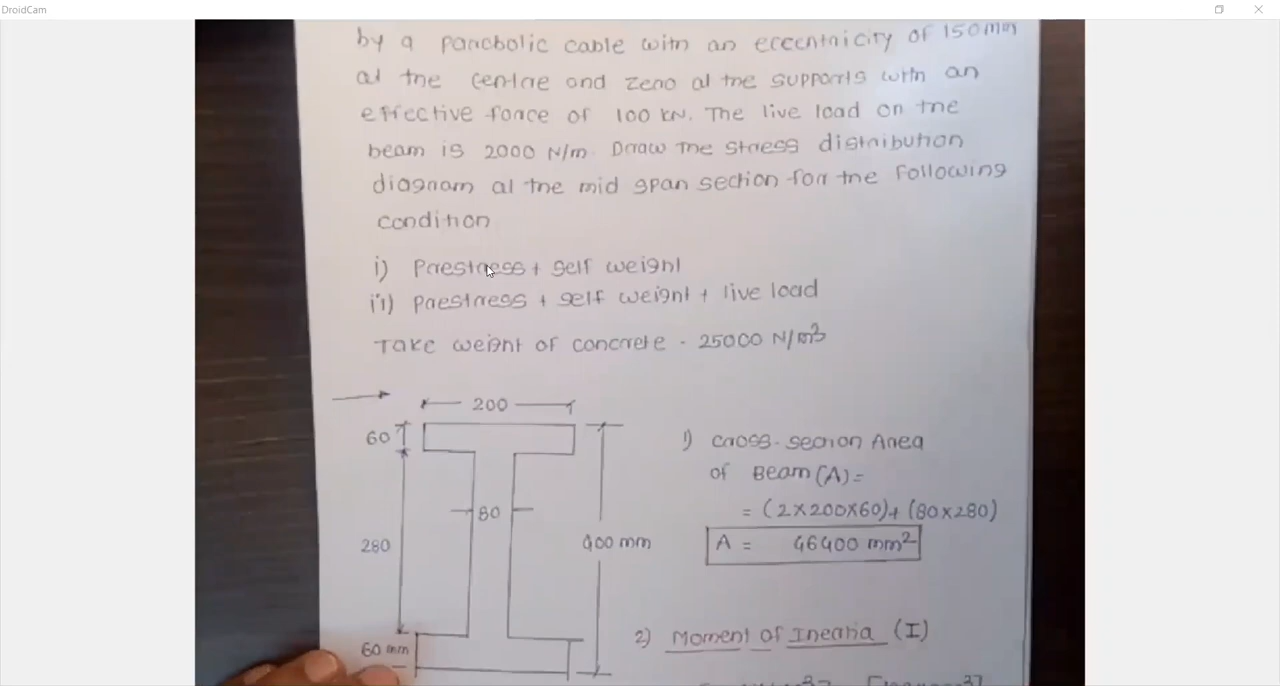 DroidCam
by a parabolic cable with an eccentricity of 150 mm
at the centre and zero at the supports with an
effective force of 100 kN. The live load on the
beam is 2000 N/m. Draw the stress distribution
diagram at the mid span section for the following
condition
i) Prestress + self weight
ii) prestress + self weight + live load
Take weight of concrete - 25000 N/m³
200
60
80
280
400 mm
60 mm
1) Cross-section Area
of Beam (A) =
= (2×200×60)+(80×280)
A = 46400 mm²
2) Moment of Inertia (I)